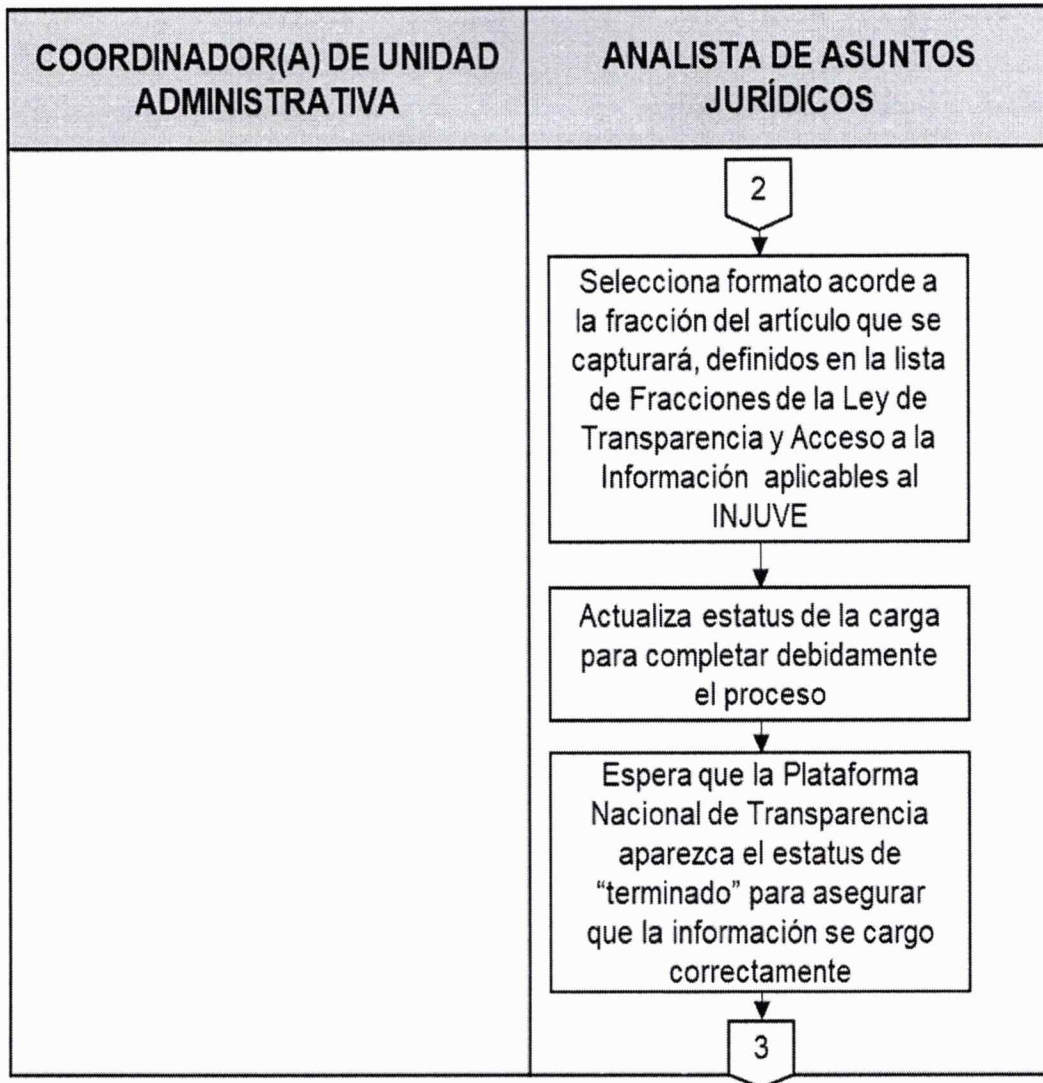 COORDINADOR(A) DE UNIDAD
ADMINISTRATIVA
ANALISTA DE ASUNTOS
JURÍDICOS
2
Selecciona formato acorde a
la fracción del artículo que se
capturará, definidos en la lista
de Fracciones de la Ley de
Transparencia y Acceso a la
Información aplicables al
INJUVE
Actualiza estatus de la carga
para completar debidamente
el proceso
Espera que la Plataforma
Nacional de Transparencia
aparezca el estatus de
“terminado” para asegurar
que la información se cargo
correctamente
3